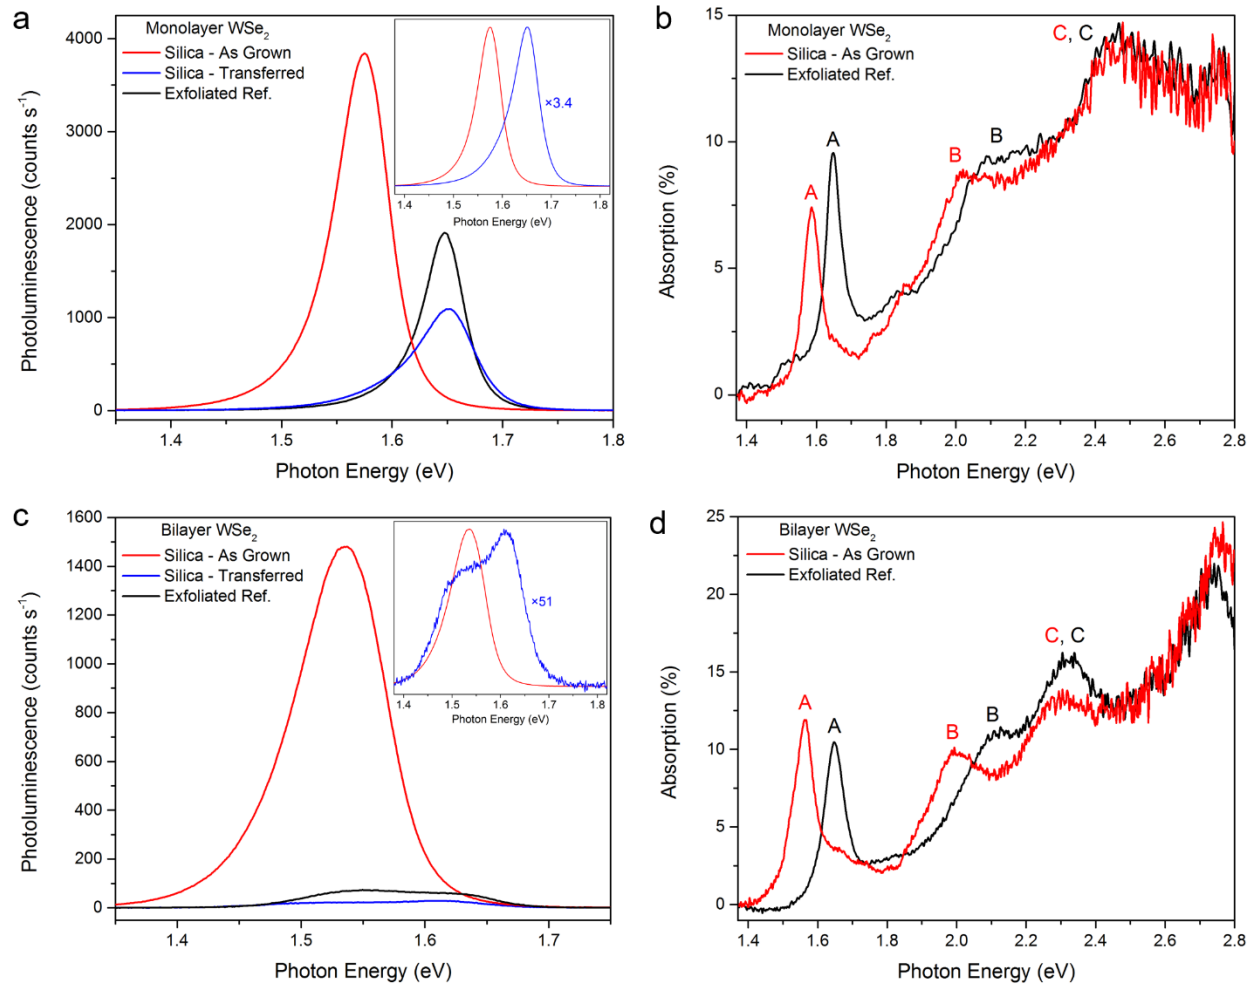 a
Monolayer WSe2
Silica - As Grown
Silica - Transferred
Exfoliated Ref.
×3.4
1.4 1.5 1.6 1.7 1.8
Photon Energy (eV)
4000
3000
2000
1000
0
Photoluminescence (counts s-1)
1.4 1.5 1.6 1.7 1.8
Photon Energy (eV)
b
Monolayer WSe2
Silica - As Grown
Exfoliated Ref.
C, C
A
A
B
B
15
10
5
0
Absorption (%)
1.4 1.6 1.8 2.0 2.2 2.4 2.6 2.8
Photon Energy (eV)
c
Bilayer WSe2
Silica - As Grown
Silica - Transferred
Exfoliated Ref.
×51
1.4 1.5 1.6 1.7 1.8
Photon Energy (eV)
1600
1400
1200
1000
800
600
400
200
0
Photoluminescence (counts s-1)
1.4 1.5 1.6 1.7
Photon Energy (eV)
d
Bilayer WSe2
Silica - As Grown
Exfoliated Ref.
C, C
A
A
B
B
25
20
15
10
5
0
Absorption (%)
1.4 1.6 1.8 2.0 2.2 2.4 2.6 2.8
Photon Energy (eV)